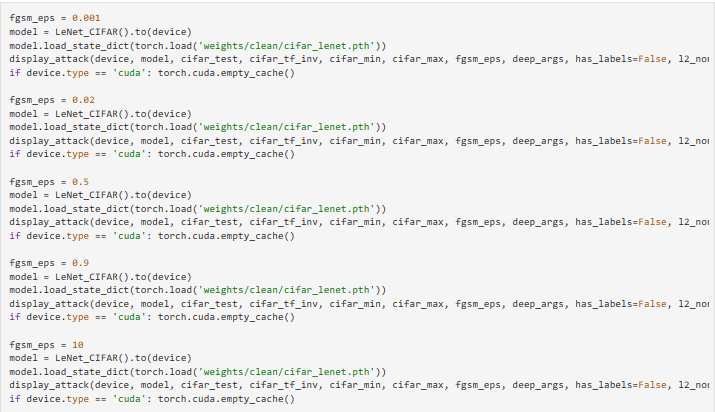 fgsm_eps = 0.001
model = LeNet_CIFAR().to(device)
model.load_state_dict(torch.load('weights/clean/cifar_lenet.pth'))
display_attack(device, model, cifar_test, cifar_tf_inv, cifar_min, cifar_max, fgsm_eps, deep_args, has_labels=False, l2_nor
if device.type == 'cuda': torch.cuda.empty_cache()
fgsm_eps = 0.02
model = LeNet_CIFAR().to(device)
model.load_state_dict(torch.load('weights/clean/cifar_lenet.pth'))
display_attack(device, model, cifar_test, cifar_tf_inv, cifar_min, cifar_max, fgsm_eps, deep_args, has_labels=False, l2_nor
if device.type == 'cuda': torch.cuda.empty_cache()
fgsm_eps = 0.5
model = LeNet_CIFAR().to(device)
model.load_state_dict(torch.load('weights/clean/cifar_lenet.pth'))
display_attack(device, model, cifar_test, cifar_tf_inv, cifar_min, cifar_max, fgsm_eps, deep_args, has_labels=False, l2_nor
if device.type == 'cuda': torch.cuda.empty_cache()
fgsm_eps = 0.9
model = LeNet_CIFAR().to(device)
model.load_state_dict(torch.load('weights/clean/cifar_lenet.pth'))
display_attack(device, model, cifar_test, cifar_tf_inv, cifar_min, cifar_max, fgsm_eps, deep_args, has_labels=False, l2_nor
if device.type == 'cuda': torch.cuda.empty_cache()
fgsm_eps = 10
model = LeNet_CIFAR().to(device)
model.load_state_dict(torch.load('weights/clean/cifar_lenet.pth'))
display_attack(device, model, cifar_test, cifar_tf_inv, cifar_min, cifar_max, fgsm_eps, deep_args, has_labels=False, l2_nor
if device.type == 'cuda': torch.cuda.empty_cache()